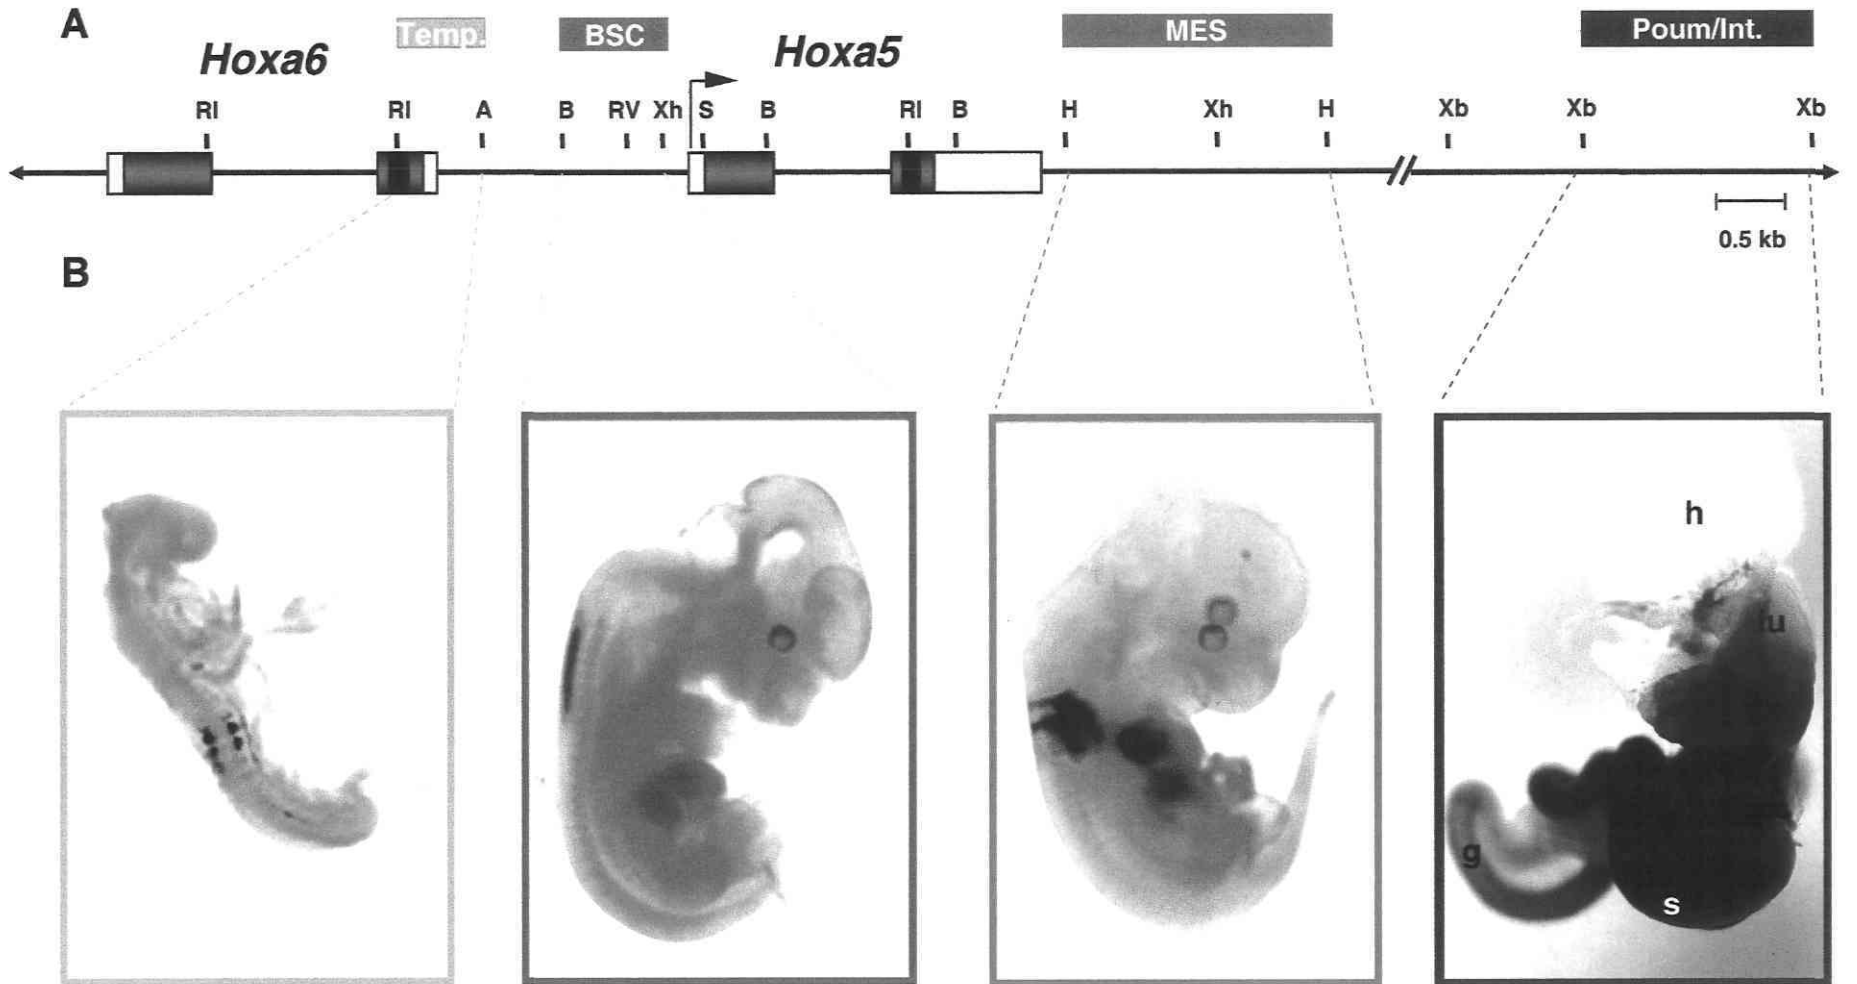 A
Temp.
BSC
MES
Poum/Int.
Hoxa6
Hoxa5
RI RI A B RV Xh S B RI B H Xh H Xb Xb Xb
0.5 kb
B
h
g
s